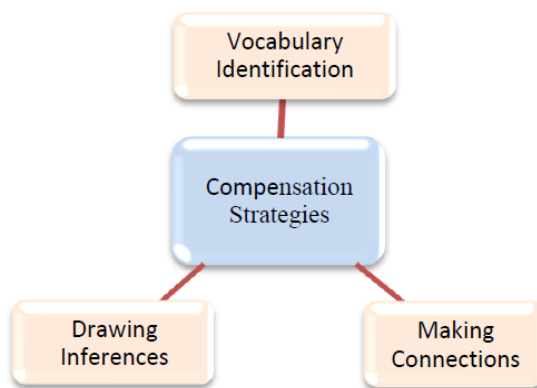 Vocabulary
Identification
Compensation
Strategies
Drawing
Inferences
Making
Connections